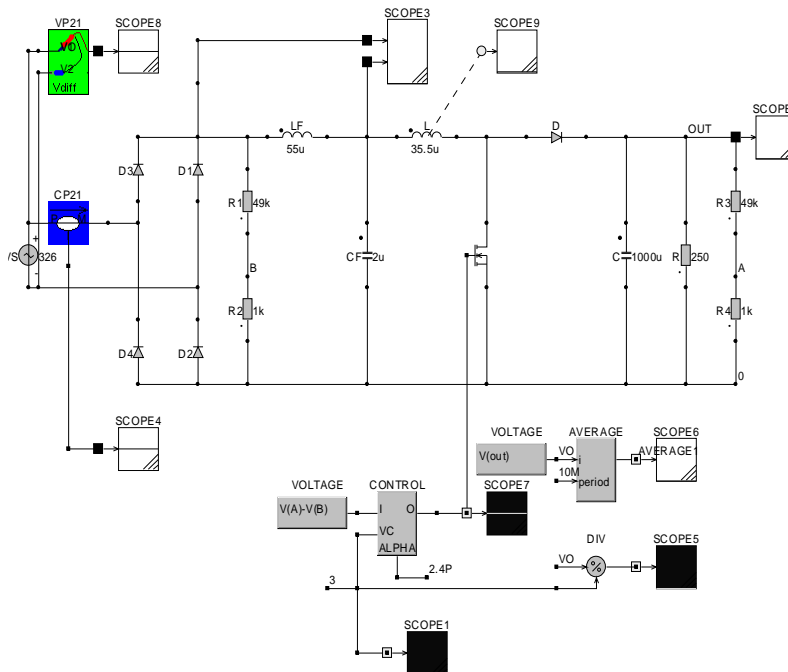 VP21
SCOPE8
V0
V2
Vdiff
SCOPE3
SCOPE9
LF
55u
L
35.5u
D
OUT
SCOPE
D3
D1
R1
49k
R3
49k
CP21
+
326
-
B
CF
2u
C
1000u
R
250
A
R2
1k
R4
1k
D4
D2
0
SCOPE4
VOLTAGE
AVERAGE
SCOPE6
V(out)
VO
i
AVERAGE1
10M
period
VOLTAGE
CONTROL
SCOPE7
V(A)-V(B)
I
O
VC
ALPHA
DIV
SCOPE5
2.4P
VO
%
3
SCOPE1